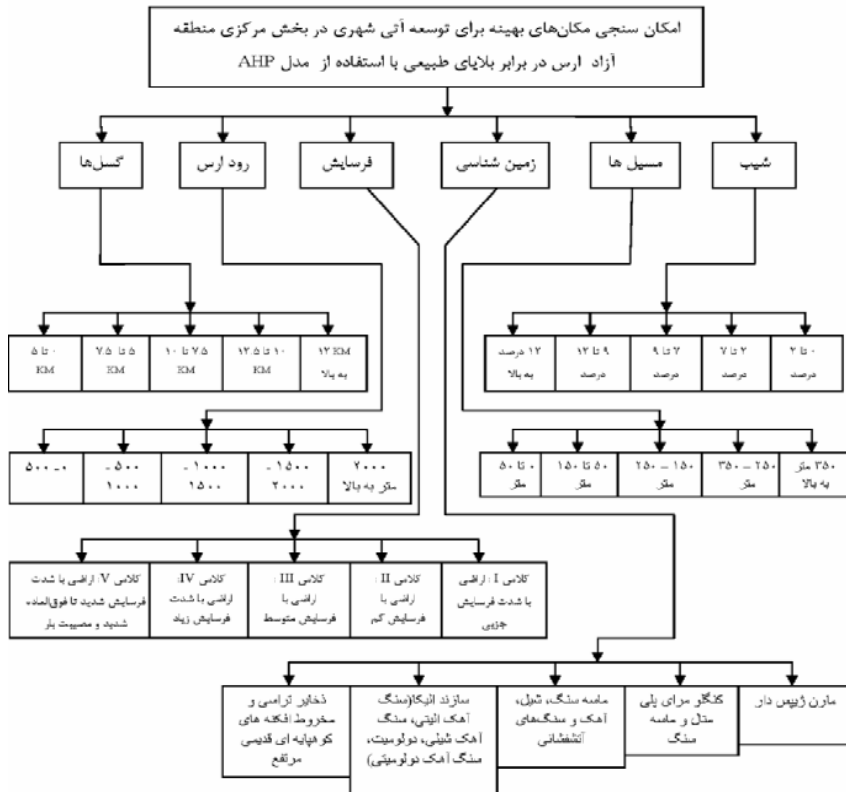 امکان سنجی مکان‌های بهینه برای توسعه آتی شهری در بخش مرکزی منطقه
آزاد ارس در برابر بلایای طبیعی با استفاده از مدل AHP
شیب
مسیل ها
زمین شناسی
فرسایش
رود ارس
گسل‌ها
۰ تا ۲
درصد
۲ تا ۷
درصد
۷ تا ۹
درصد
۹ تا ۱۲
درصد
۱۲ درصد
به بالا
۱۲ KM
به بالا
۱۰ تا ۱۲.۵
KM
۷.۵ تا ۱۰
KM
۵ تا ۷.۵
KM
۰ تا ۵
KM
۳۵۰ متر
به بالا
۲۵۰ – ۳۵۰
متر
۱۵۰ – ۲۵۰
متر
۵۰ تا ۱۵۰
متر
۰ تا ۵۰
متر
۲۰۰۰
متر به بالا
۱۵۰۰ -
۲۰۰۰
۱۰۰۰ -
۱۵۰۰
۵۰۰ -
۱۰۰۰
۰- ۵۰۰
کلاس I : اراضی
با شدت فرسایش
جزیی
کلاس II :
اراضی با
فرسایش کم
کلاس III :
اراضی با
فرسایش متوسط
کلاس IV:
اراضی با شدت
فرسایش زیاد
کلاس V: اراضی با شدت
فرسایش شدید تا فوق‌العاده
شدید و مصیبت بار
مارن ژیپس دار
کنگلو مرای پلی
متال و ماسه
سنگ
ماسه سنگ، شیل،
آهک و سنگ‌های
آتشفشانی
سازند الیکا(سنگ
آهک الیتی، سنگ
آهک شیلی، دولومیت،
سنگ آهک دولومیتی)
ذخایر تراسی و
مخروط افکنه های
کوهپایه ای قدیمی
مرتفع